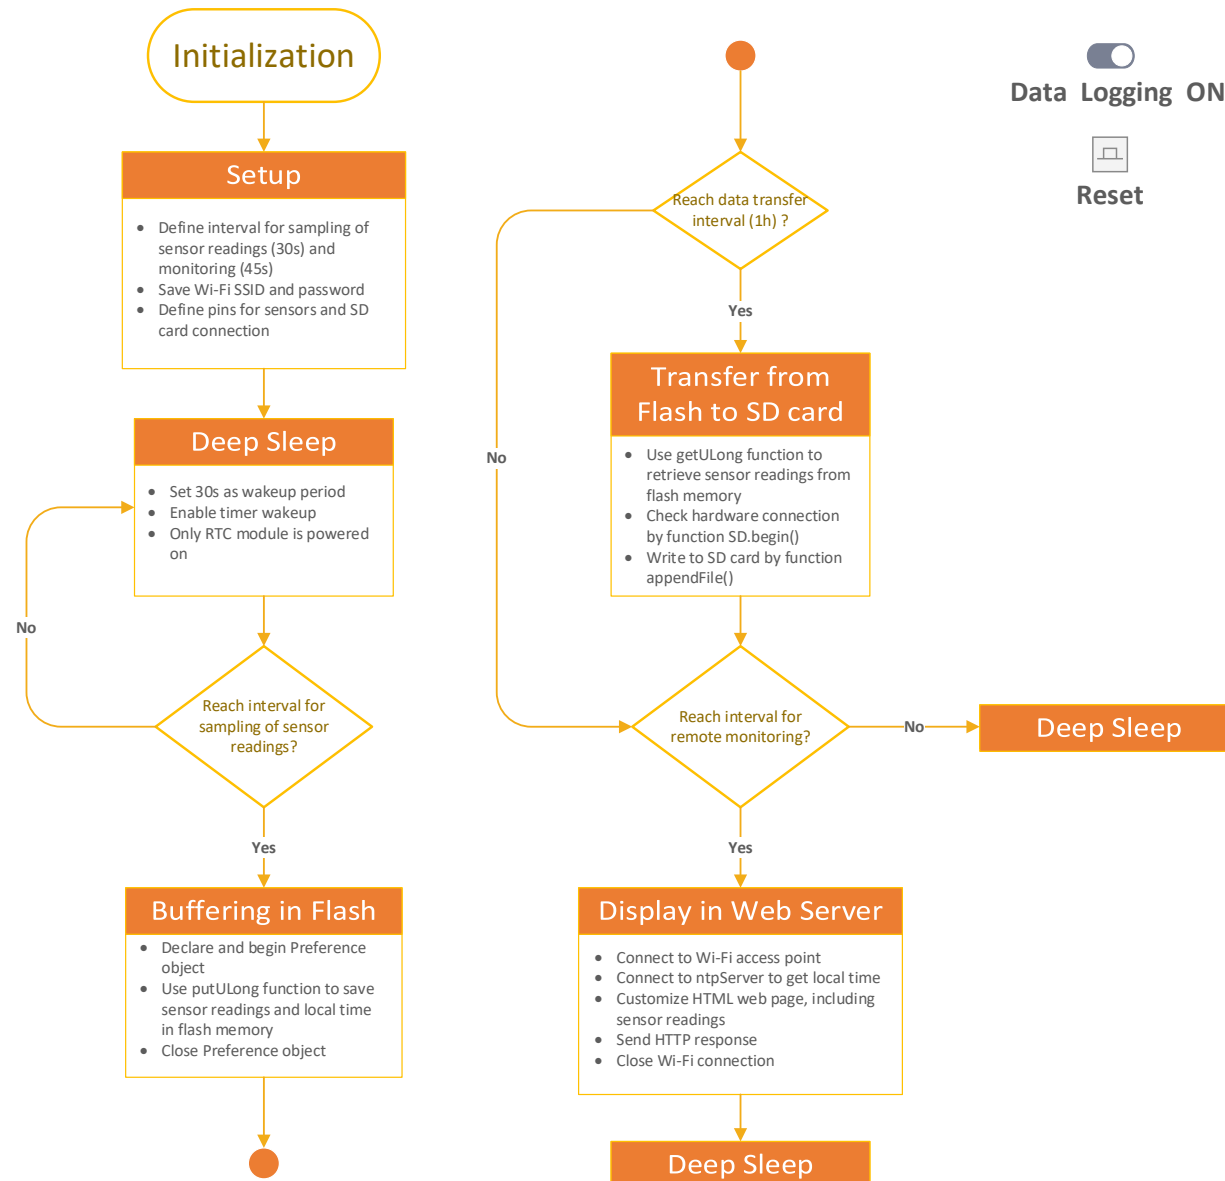 Initialization
Setup
• Define interval for sampling of
sensor readings (30s) and
monitoring (45s)
• Save Wi-Fi SSID and password
• Define pins for sensors and SD
card connection
Deep Sleep
• Set 30s as wakeup period
• Enable timer wakeup
• Only RTC module is powered
on
No
Reach interval for
sampling of sensor
readings?
Yes
Buffering in Flash
• Declare and begin Preference
object
• Use putULong function to save
sensor readings and local time
in flash memory
• Close Preference object
Reach data transfer
interval (1h) ?
Yes
No
Transfer from
Flash to SD card
• Use getULong function to
retrieve sensor readings from
flash memory
• Check hardware connection
by function SD.begin()
• Write to SD card by function
appendFile()
Reach interval for
remote monitoring?
No
Deep Sleep
Yes
Display in Web Server
• Connect to Wi-Fi access point
• Connect to ntpServer to get local time
• Customize HTML web page, including
sensor readings
• Send HTTP response
• Close Wi-Fi connection
Deep Sleep
Data Logging ON
Reset